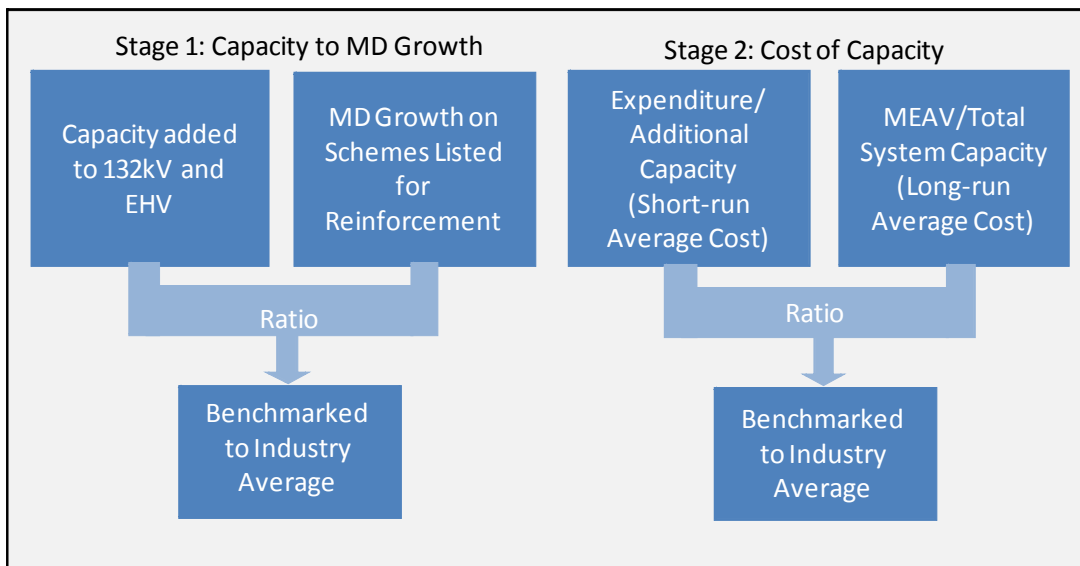 Stage 1: Capacity to MD Growth
Capacity added
to 132kV and
EHV
MD Growth on
Schemes Listed
for
Reinforcement
Ratio
Benchmarked
to Industry
Average
Stage 2: Cost of Capacity
Expenditure/
Additional
Capacity
(Short-run
Average Cost)
MEAV/Total
System Capacity
(Long-run
Average Cost)
Ratio
Benchmarked
to Industry
Average